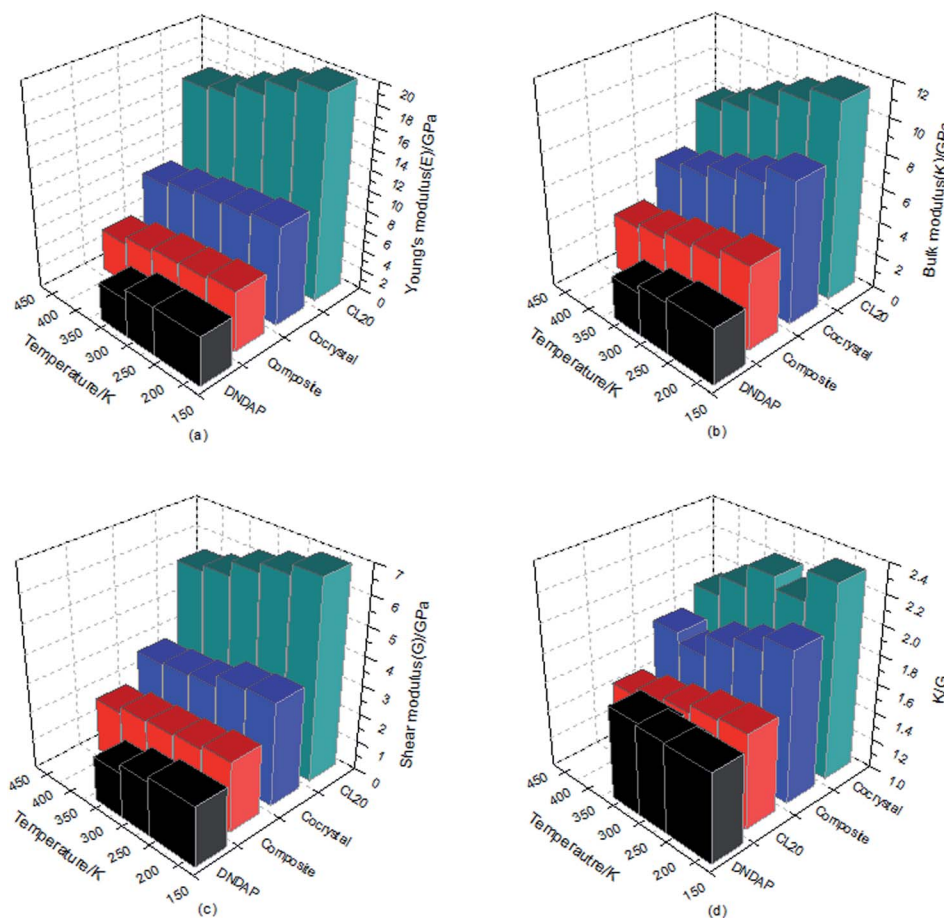 20
18
16
14
12
10
8
6
4
2
0
Young's modulus(E)/GPa
450
400
350
300
250
200
150
Temperature/K
CL20
Cocrystal
Composite
DNDAP
(a)
12
10
8
6
4
2
0
Bulk modulus(K)/GPa
450
400
350
300
250
200
150
Temperature/K
CL20
Cocrystal
Composite
DNDAP
(b)
7
6
5
4
3
2
1
0
Shear modulus(G)/GPa
450
400
350
300
250
200
150
Temperature/K
CL20
Cocrystal
Composite
DNDAP
(c)
2.4
2.2
2.0
1.8
1.6
1.4
1.2
1.0
K/G
450
400
350
300
250
200
150
Temperautre/K
Cocrystal
Composite
CL20
DNDAP
(d)